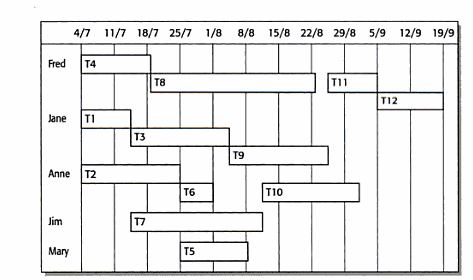 4/7 11/7 18/7 25/7 1/8 8/8 15/8 22/8 29/8 5/9 12/9 19/9
Fred T4
T8 T11
T12
Jane T1
T3
T9
Anne T2
T6 T10
Jim T7
Mary T5